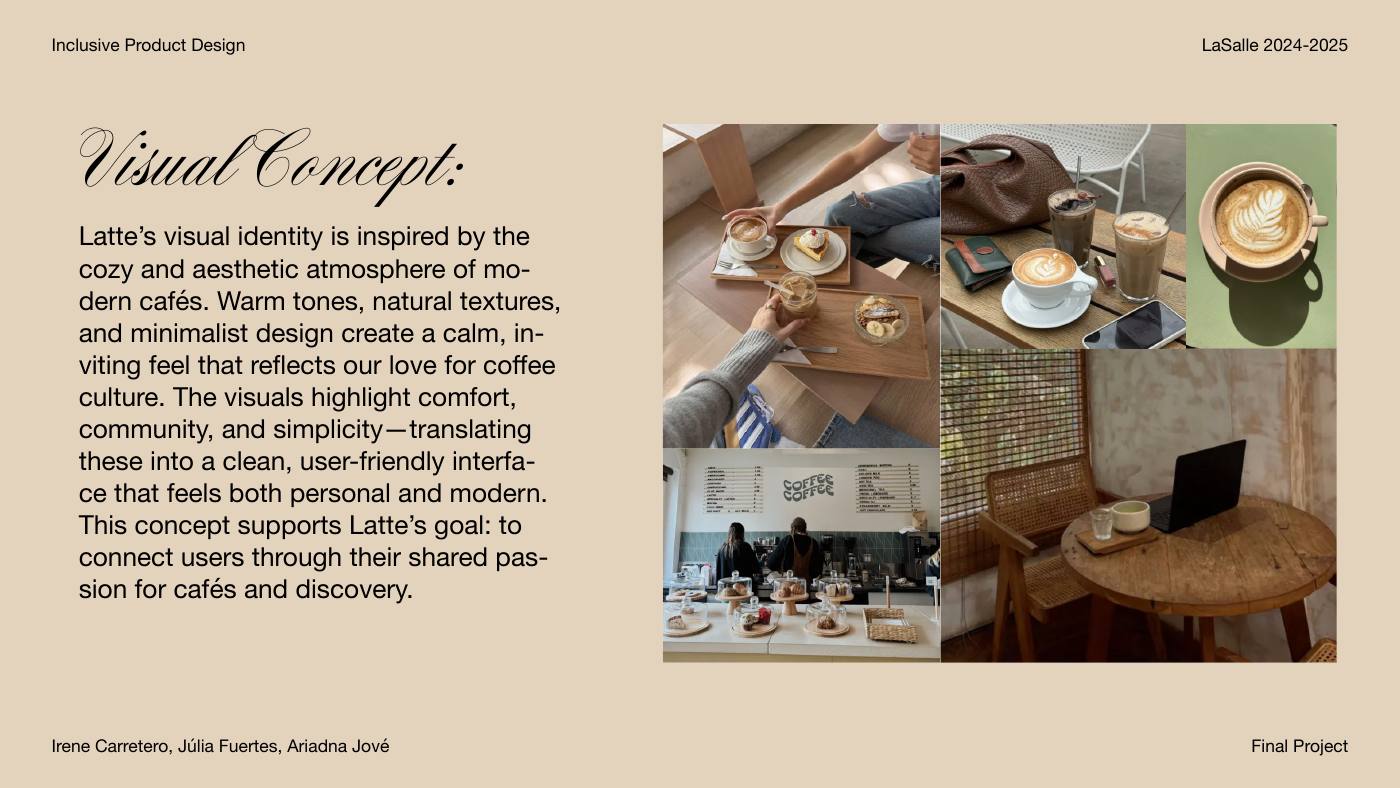 Inclusive Product Design
LaSalle 2024-2025
Visual Concept:
Latte’s visual identity is inspired by the
cozy and aesthetic atmosphere of mo-
dern cafés. Warm tones, natural textures,
and minimalist design create a calm, in-
viting feel that reflects our love for coffee
culture. The visuals highlight comfort,
community, and simplicity—translating
these into a clean, user-friendly interfa-
ce that feels both personal and modern.
This concept supports Latte’s goal: to
connect users through their shared pas-
sion for cafés and discovery.
COFFEE
COFFEE
Irene Carretero, Júlia Fuertes, Ariadna Jové
Final Project